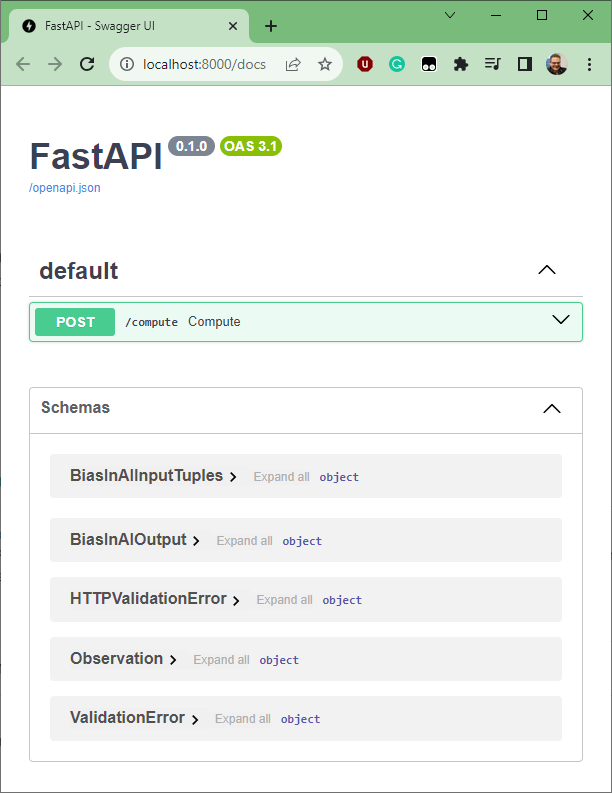 FastAPI - Swagger UI
localhost:8000/docs
FastAPI 0.1.0 OAS 3.1
/openapi.json
default
POST /compute Compute
Schemas
BiasInAIInputTuples Expand all object
BiasInAIOutput Expand all object
HTTPValidationError Expand all object
Observation Expand all object
ValidationError Expand all object